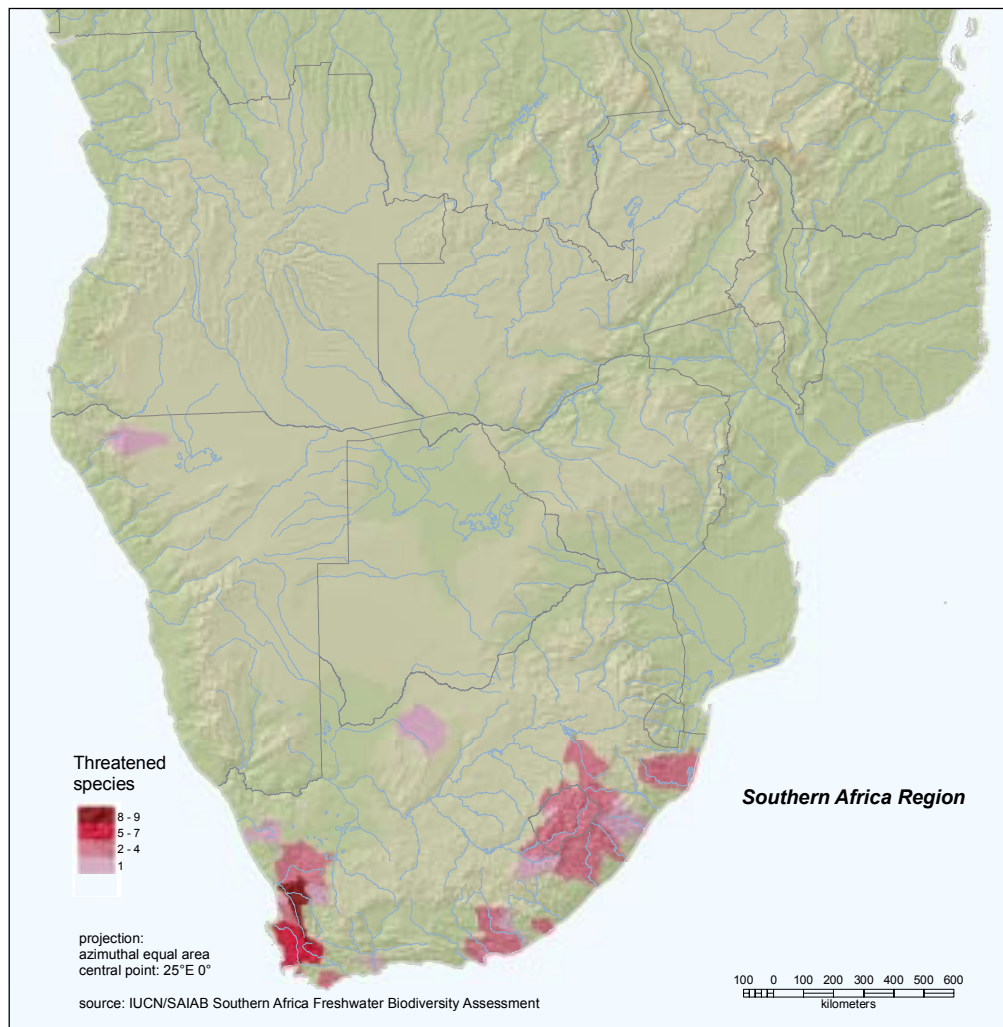 Threatened
species
8 - 9
5 - 7
2 - 4
1
Southern Africa Region
projection:
azimuthal equal area
central point: 25°E 0°
source: IUCN/SAIAB Southern Africa Freshwater Biodiversity Assessment
100 0 100 200 300 400 500 600
kilometers